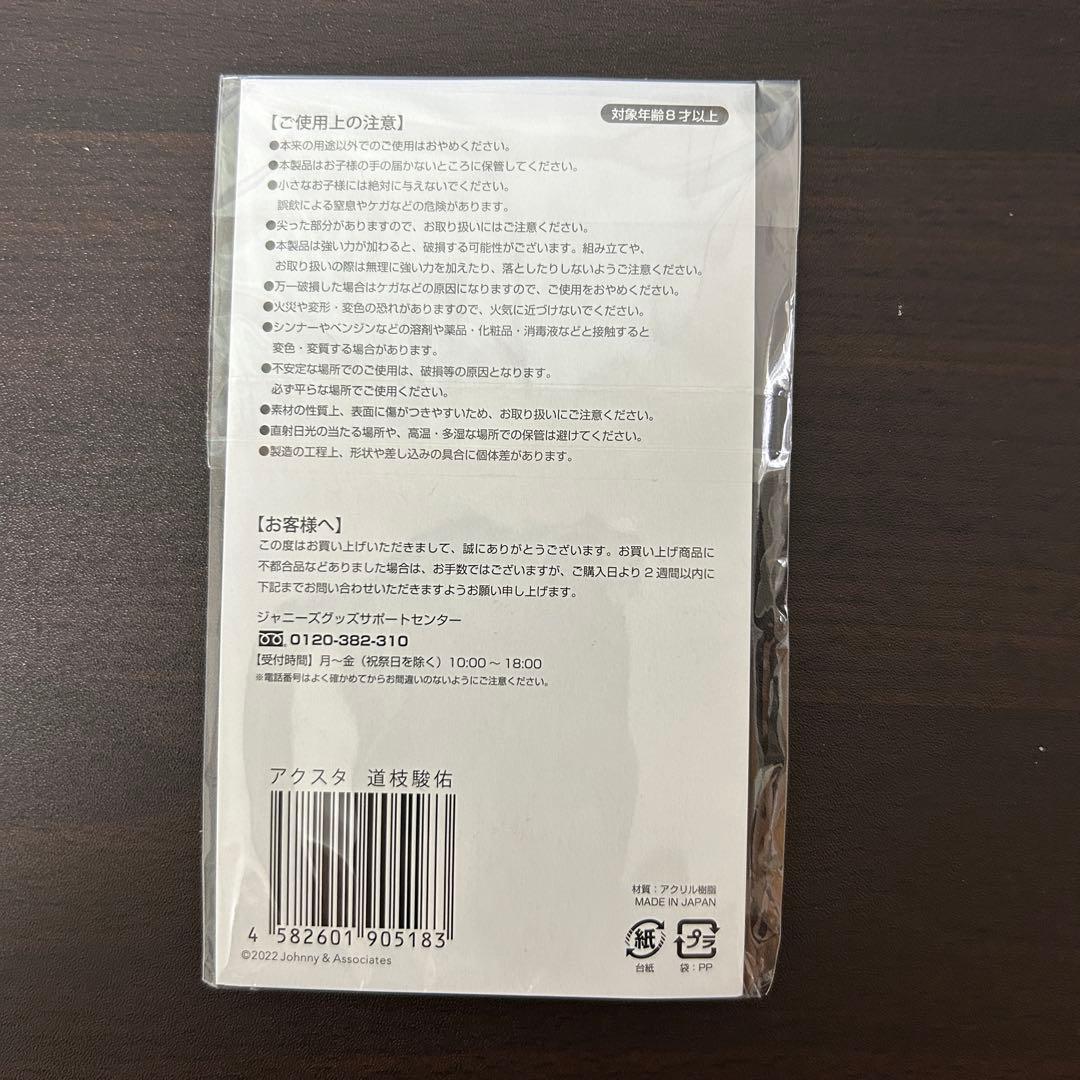 対象年齢8才以上
【ご使用上の注意】
●本来の用途以外でのご使用はおやめください。
●本製品はお子様の手の届かないところに保管してください。
●小さなお子様には絶対に与えないでください。
誤飲による窒息やケガなどの危険があります。
●尖った部分がありますので、お取り扱いにはご注意ください。
●本製品は強い力が加わると、破損する可能性がございます。組み立てや、
お取り扱いの際は無理に強い力を加えたり、落としたりしないようご注意ください。
●万一破損した場合はケガなどの原因になりますので、ご使用をおやめください。
●火災や変形・変色の恐れがありますので、火気に近づけないでください。
●シンナーやベンジンなどの溶剤や薬品・化粧品・消毒液などと接触すると
変色・変質する場合があります。
●不安定な場所でのご使用は、破損等の原因となります。
必ず平らな場所でご使用ください。
●素材の性質上、表面に傷がつきやすいため、お取り扱いにご注意ください。
●直射日光の当たる場所や、高温・多湿な場所での保管は避けてください。
●製造の工程上、形状や差し込みの具合に個体差があります。
【お客様へ】
この度はお買い上げいただきまして、誠にありがとうございます。お買い上げ商品に
不都合品などありました場合は、お手数ではございますが、ご購入日より2週間以内に
下記までお問い合わせいただきますようお願い申し上げます。
ジャニーズグッズサポートセンター
0120-382-310
【受付時間】月〜金（祝祭日を除く）10:00〜18:00
※電話番号はよく確かめてからお間違いのないようにご注意ください。
アクスタ 道枝駿佑
4 582601 905183
©2022 Johnny & Associates
材質：アクリル樹脂
MADE IN JAPAN
紙 プラ
台紙 袋：PP